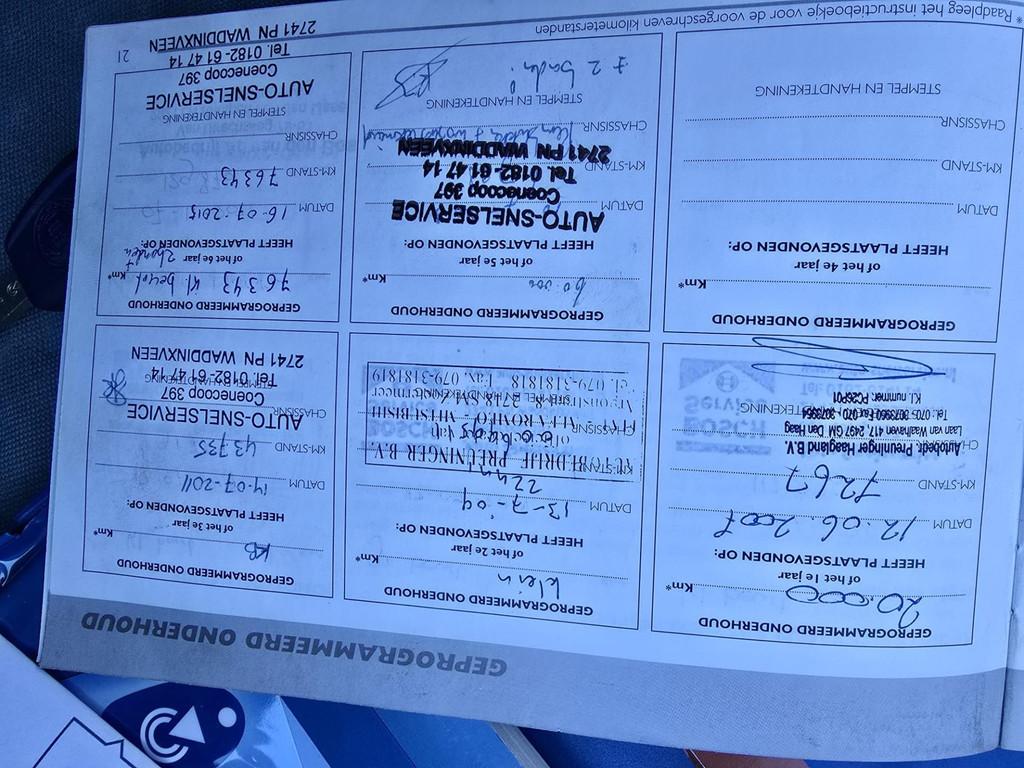 GEPROGRAMMEERD ONDERHOUD
GEPROGRAMMEERD ONDERHOUD
20.000 Km*
of het 1e jaar
HEEFT PLAATSGEVONDEN OP:
DATUM 12.06.2007
KM-STAND 7267
Autobedr. Preuninger Haagland B.V.
Laan van Waalhaven 417, 2497 GM Den Haag
K.I. nummer: PC26P01
GEPROGRAMMEERD ONDERHOUD
klein Km*
of het 2e jaar
HEEFT PLAATSGEVONDEN OP:
DATUM 13-7-09
KM-STAND
AUTOBEDRIJF PREUNINGER B.V.
FIAT - ALFA ROMEO - MITSUBISHI
Tel. 079-3181818 Fax 079-3181819
GEPROGRAMMEERD ONDERHOUD
KB Km*
of het 3e jaar
HEEFT PLAATSGEVONDEN OP:
DATUM 14-07-2011
KM-STAND 43735
CHASSISNR.
AUTO-SNELSERVICE
Coenecoop 397
Tel. 0182-61 47 14
2741 PN WADDINXVEEN
GEPROGRAMMEERD ONDERHOUD
Km*
of het 4e jaar
HEEFT PLAATSGEVONDEN OP:
DATUM
KM-STAND
CHASSISNR.
STEMPEL EN HANDTEKENING
GEPROGRAMMEERD ONDERHOUD
60.000 Km*
of het 5e jaar
HEEFT PLAATSGEVONDEN OP:
DATUM
AUTO-SNELSERVICE
Coenecoop 397
KM-STAND
Tel. 0182-61 47 14
2741 PN WADDINXVEEN
CHASSISNR.
STEMPEL EN HANDTEKENING
GEPROGRAMMEERD ONDERHOUD
76343 kl. beurt Km*
of het 6e jaar
HEEFT PLAATSGEVONDEN OP:
DATUM 16-07-2015
KM-STAND 76343
CHASSISNR.
STEMPEL EN HANDTEKENING
AUTO-SNELSERVICE
Coenecoop 397
Tel. 0182-61 47 14
2741 PN WADDINXVEEN
* Raadpleeg het instructieboekje voor de voorgeschreven kilometerstanden
21